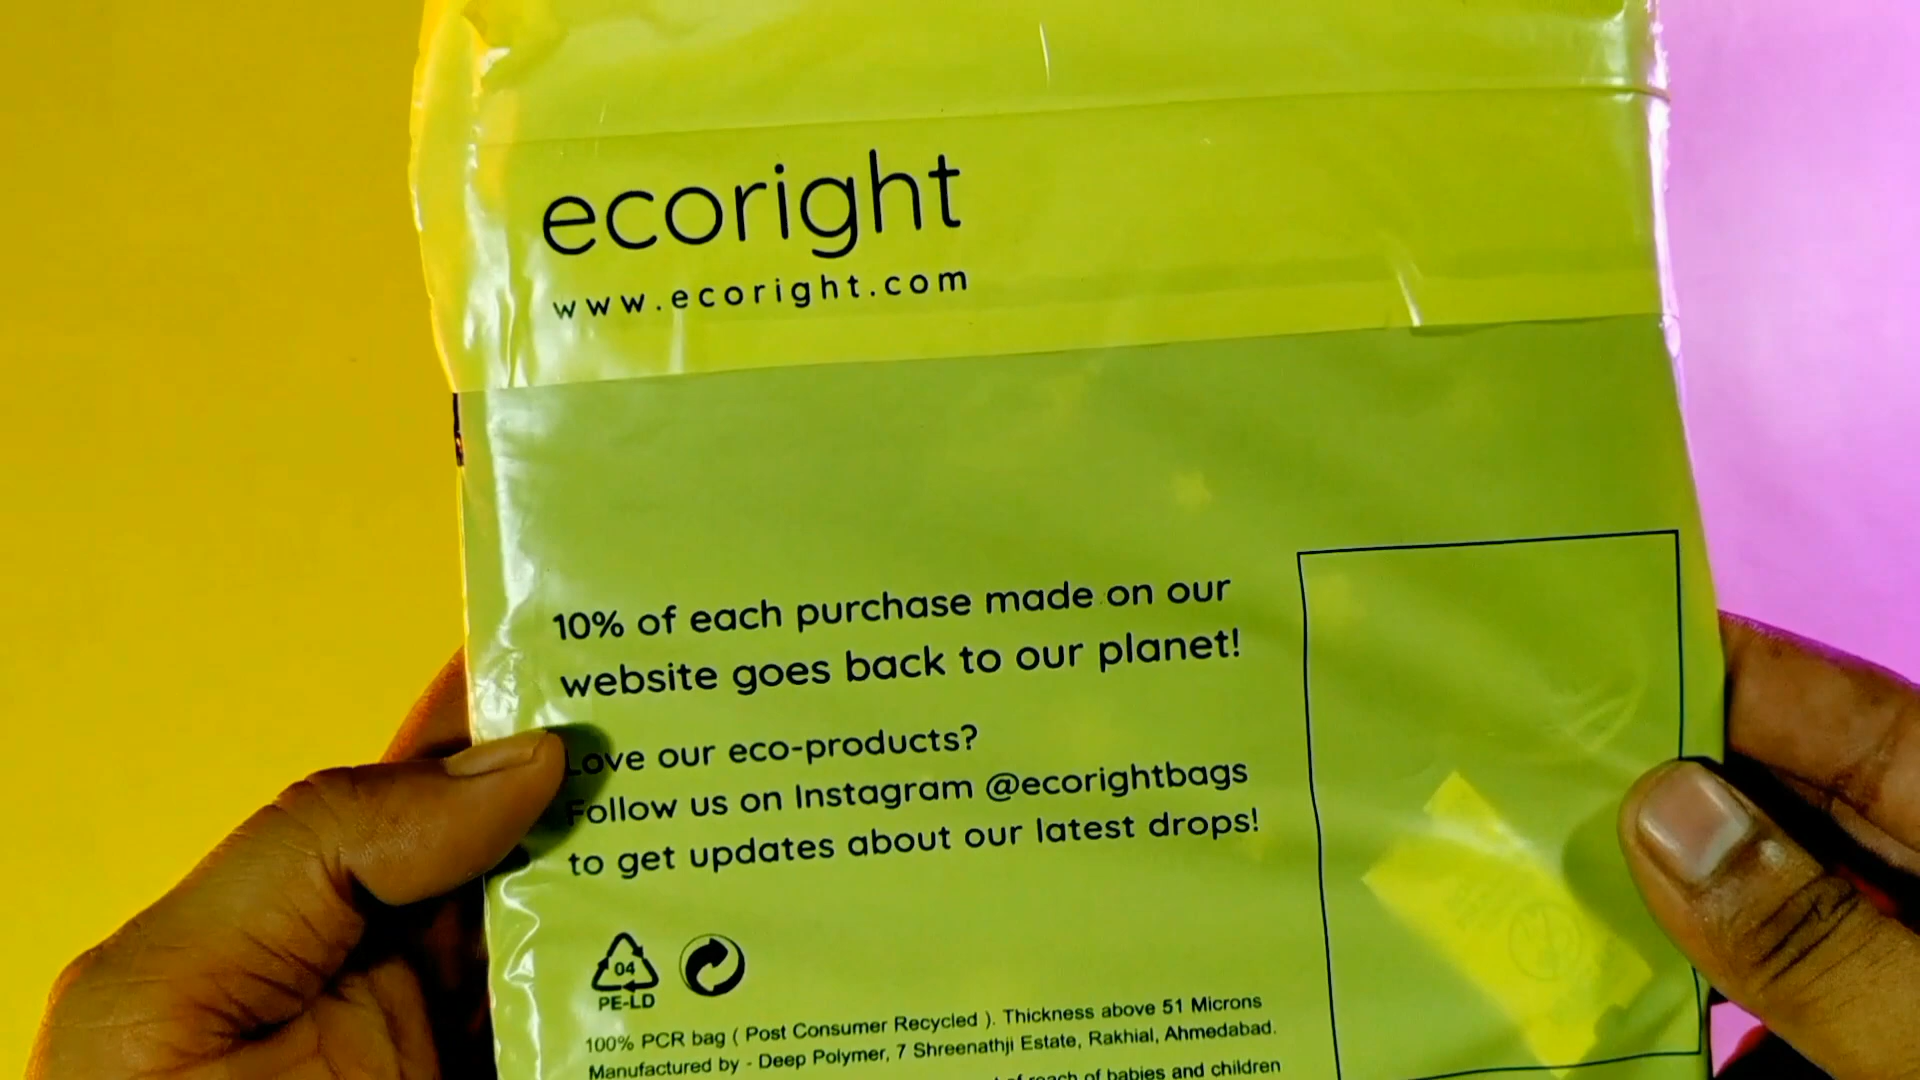 ecoright
www.ecoright.com
10% of each purchase made on our
website goes back to our planet!
Love our eco-products?
Follow us on Instagram @ecorightbags
to get updates about our latest drops!
04
PE-LD
100% PCR bag ( Post Consumer Recycled ). Thickness above 51 Microns
Manufactured by - Deep Polymer, 7 Shreenathji Estate, Rakhial, Ahmedabad.
of reach of babies and children